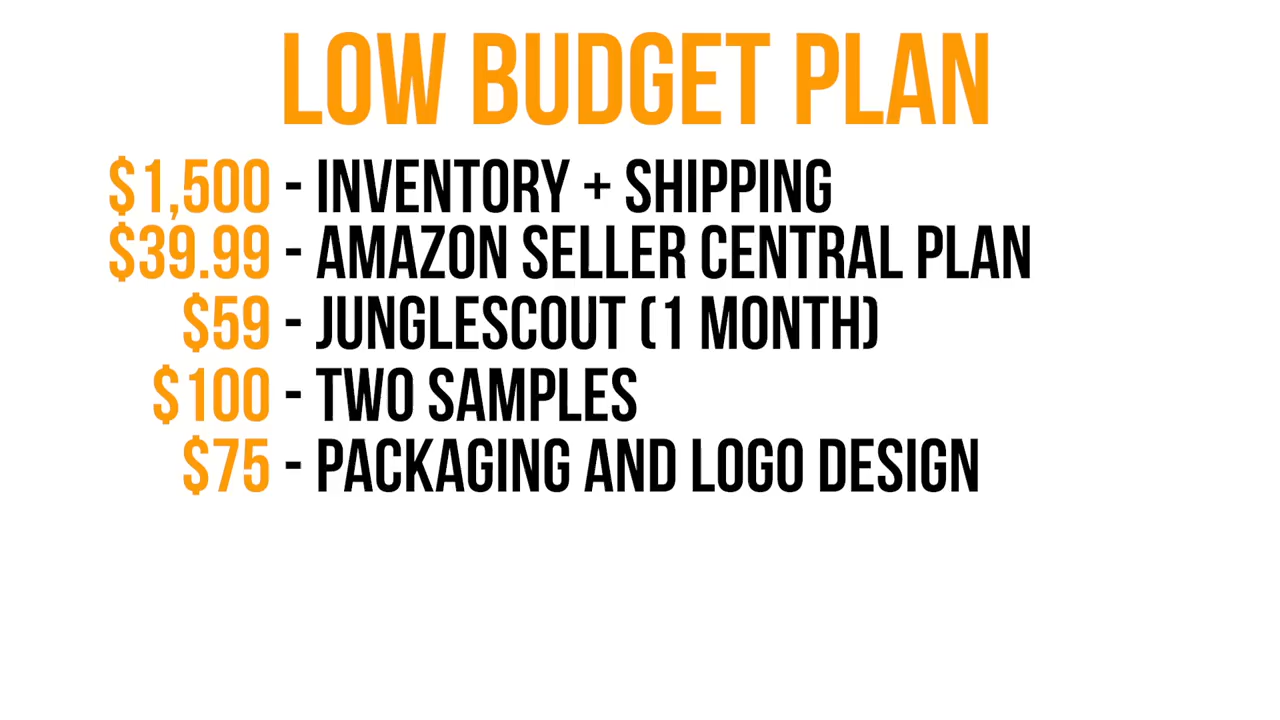 LOW BUDGET PLAN
$1,500 - INVENTORY + SHIPPING
$39.99 - AMAZON SELLER CENTRAL PLAN
$59 - JUNGLESCOUT (1 MONTH)
$100 - TWO SAMPLES
$75 - PACKAGING AND LOGO DESIGN